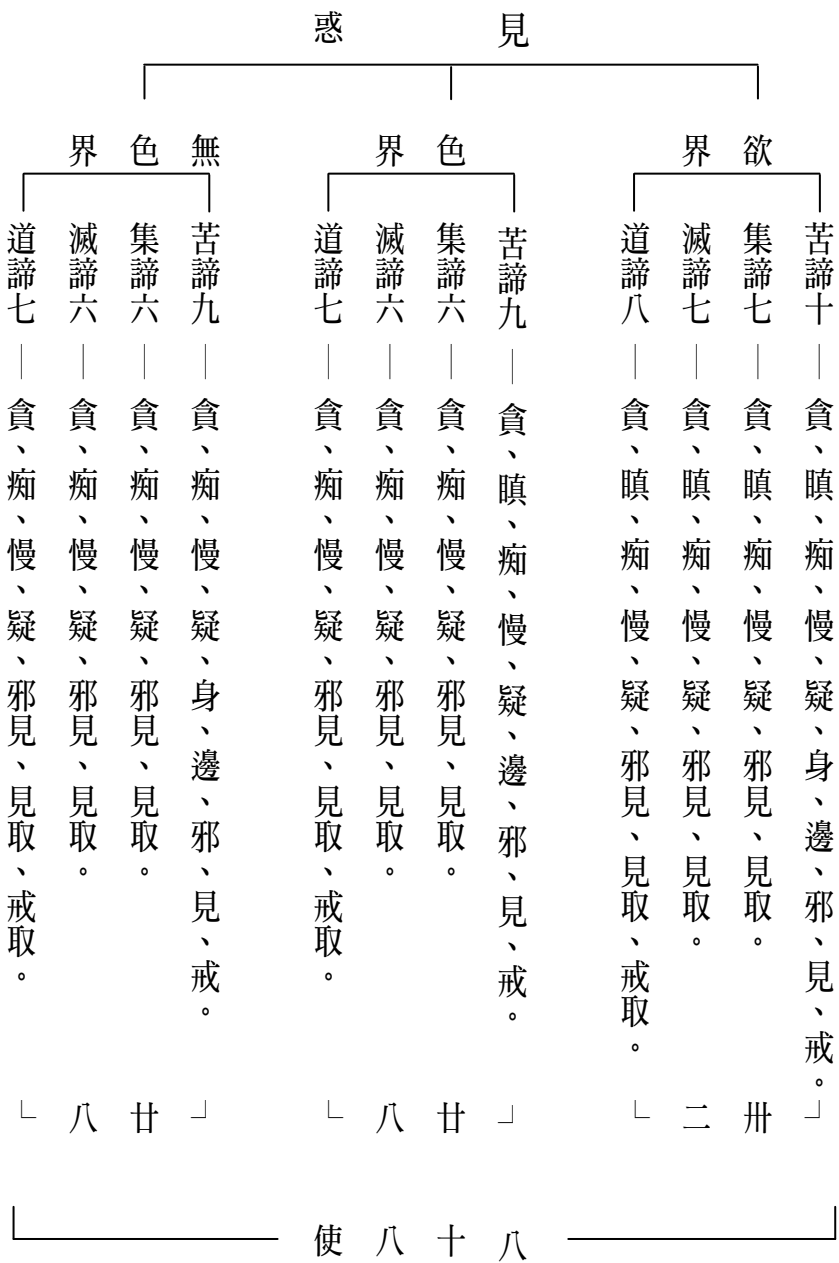 見惑
欲界
苦諦十｜貪、瞋、痴、慢、疑、身、邊、邪、見、戒。
集諦七｜貪、瞋、痴、慢、疑、邪見、見取。
滅諦七｜貪、瞋、痴、慢、疑、邪見、見取。
道諦八｜貪、瞋、痴、慢、疑、邪見、見取、戒取。
卅二
色界
苦諦九｜貪、瞋、痴、慢、疑、邊、邪、見、戒。
集諦六｜貪、痴、慢、疑、邪見、見取。
滅諦六｜貪、痴、慢、疑、邪見、見取。
道諦七｜貪、痴、慢、疑、邪見、見取、戒取。
廿八
無色界
苦諦九｜貪、痴、慢、疑、身、邊、邪、見、戒。
集諦六｜貪、痴、慢、疑、邪見、見取。
滅諦六｜貪、痴、慢、疑、邪見、見取。
道諦七｜貪、痴、慢、疑、邪見、見取、戒取。
廿八
八十八使